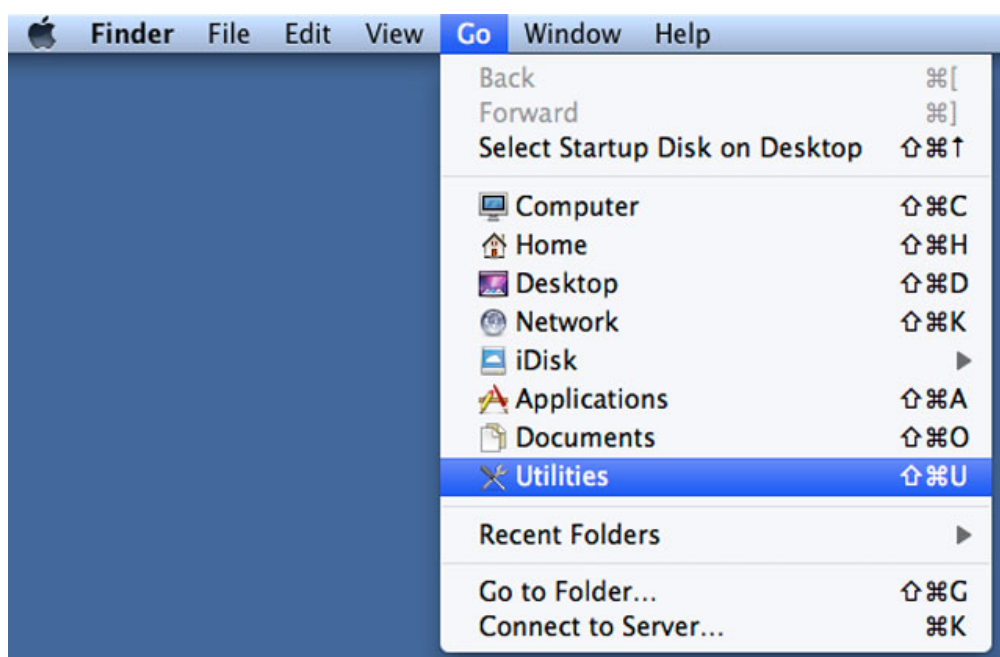 Finder File Edit View Go Window Help
Back ⌘[
Forward ⌘]
Select Startup Disk on Desktop ⇧⌘↑
Computer ⇧⌘C
Home ⇧⌘H
Desktop ⇧⌘D
Network ⇧⌘K
iDisk ▶
Applications ⇧⌘A
Documents ⇧⌘O
Utilities ⇧⌘U
Recent Folders ▶
Go to Folder... ⇧⌘G
Connect to Server... ⌘K